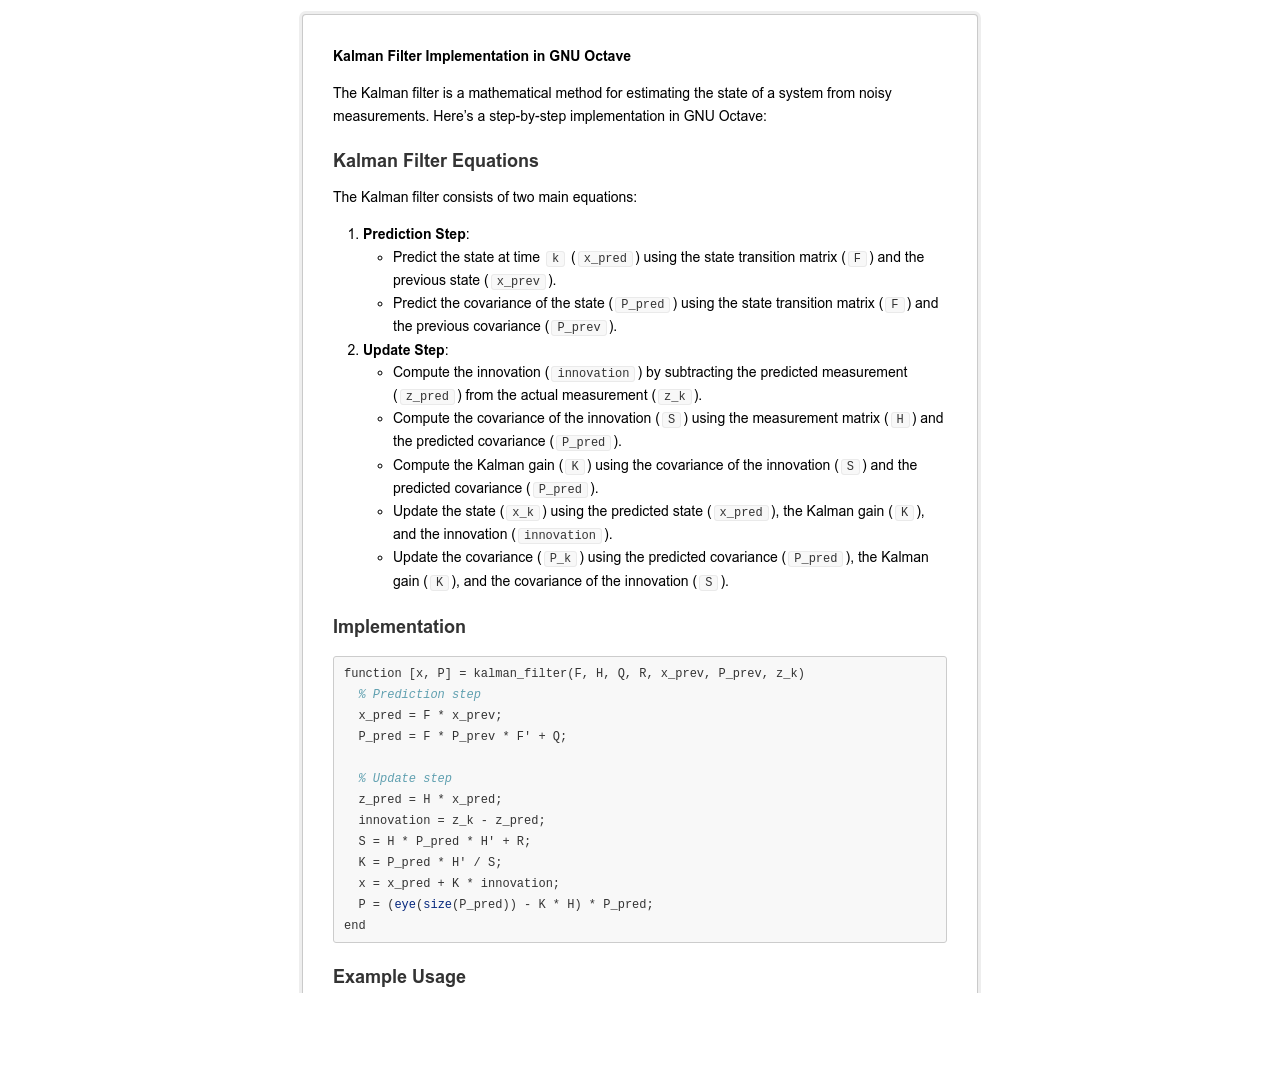 Kalman Filter Implementation in GNU Octave
The Kalman filter is a mathematical method for estimating the state of a system from noisy
measurements. Here’s a step-by-step implementation in GNU Octave:
Kalman Filter Equations
The Kalman filter consists of two main equations:
1. Prediction Step:
◦ Predict the state at time k (x_pred) using the state transition matrix (F) and the
previous state (x_prev).
◦ Predict the covariance of the state (P_pred) using the state transition matrix (F) and
the previous covariance (P_prev).
2. Update Step:
◦ Compute the innovation (innovation) by subtracting the predicted measurement
(z_pred) from the actual measurement (z_k).
◦ Compute the covariance of the innovation (S) using the measurement matrix (H) and
the predicted covariance (P_pred).
◦ Compute the Kalman gain (K) using the covariance of the innovation (S) and the
predicted covariance (P_pred).
◦ Update the state (x_k) using the predicted state (x_pred), the Kalman gain (K),
and the innovation (innovation).
◦ Update the covariance (P_k) using the predicted covariance (P_pred), the Kalman
gain (K), and the covariance of the innovation (S).
Implementation
function [x, P] = kalman_filter(F, H, Q, R, x_prev, P_prev, z_k)
  % Prediction step
  x_pred = F * x_prev;
  P_pred = F * P_prev * F' + Q;
  % Update step
  z_pred = H * x_pred;
  innovation = z_k - z_pred;
  S = H * P_pred * H' + R;
  K = P_pred * H' / S;
  x = x_pred + K * innovation;
  P = (eye(size(P_pred)) - K * H) * P_pred;
end
Example Usage